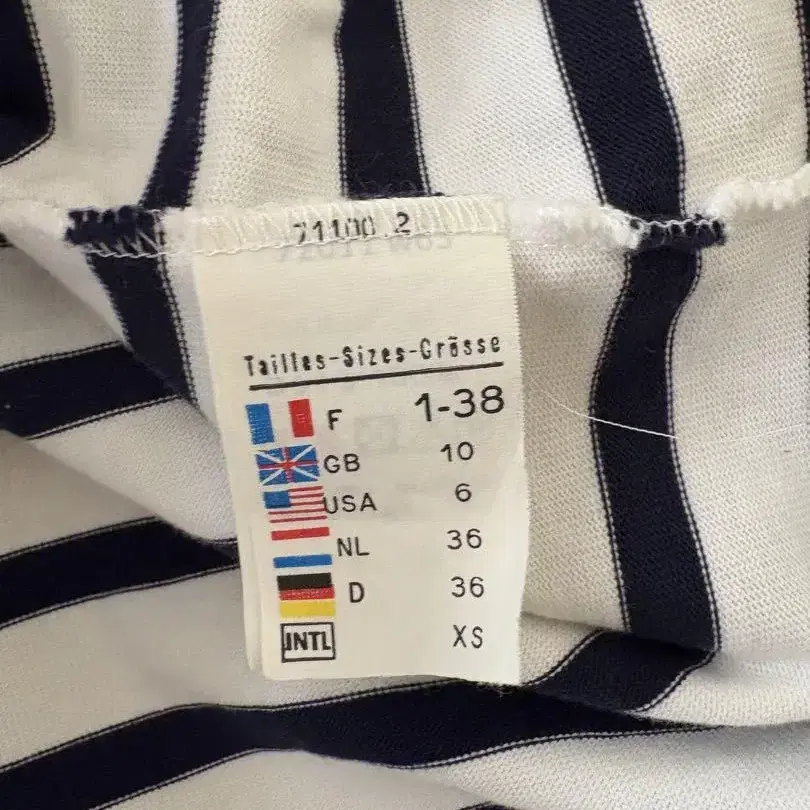 71100 2
Tailles-Sizes-Grösse
F 1-38
GB 10
USA 6
NL 36
D 36
INTL XS